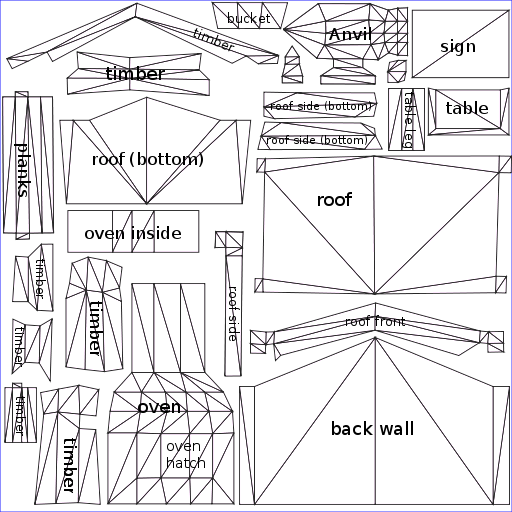 bucket
timber
Anvil
sign
timber
roof side (bottom)
table leg
table
roof side (bottom)
planks
roof (bottom)
roof
oven inside
timber
timber
roof side
roof front
timber
timber
oven
back wall
oven
hatch
timber